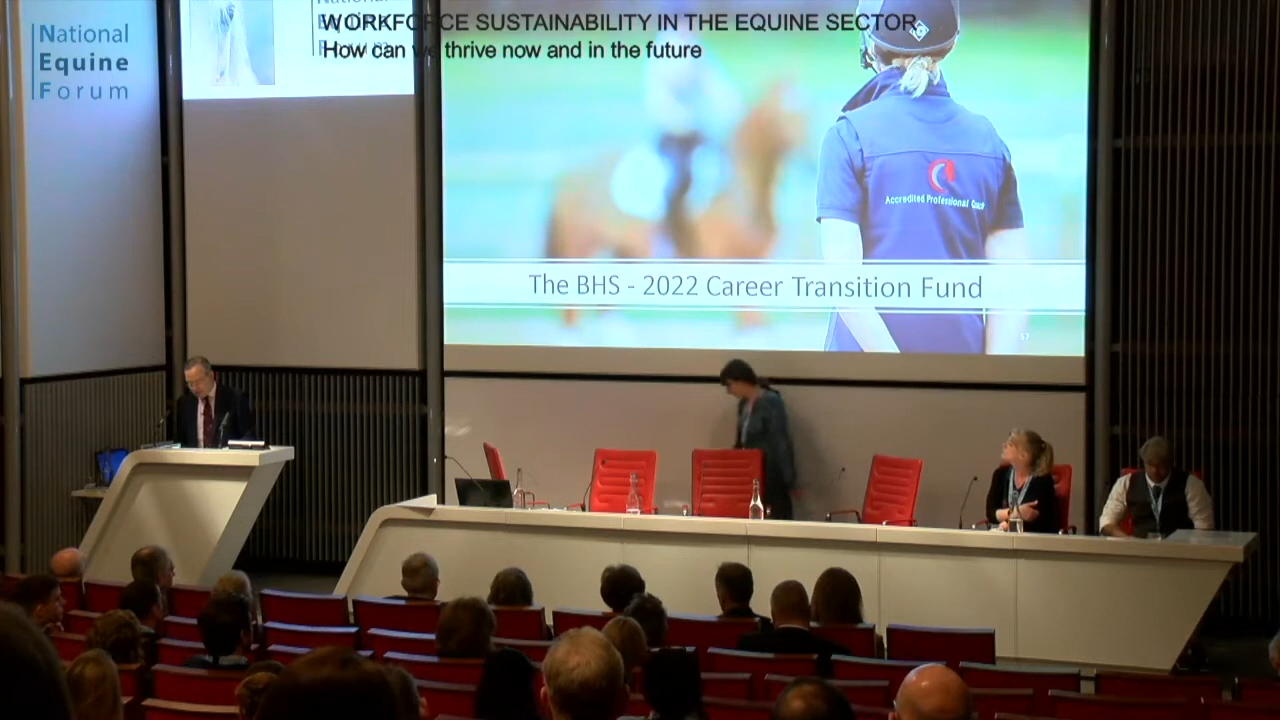 National
Equine
Forum
WORKFORCE SUSTAINABILITY IN THE EQUINE SECTOR
How can we thrive now and in the future
Accredited Professional Coach
The BHS - 2022 Career Transition Fund
57